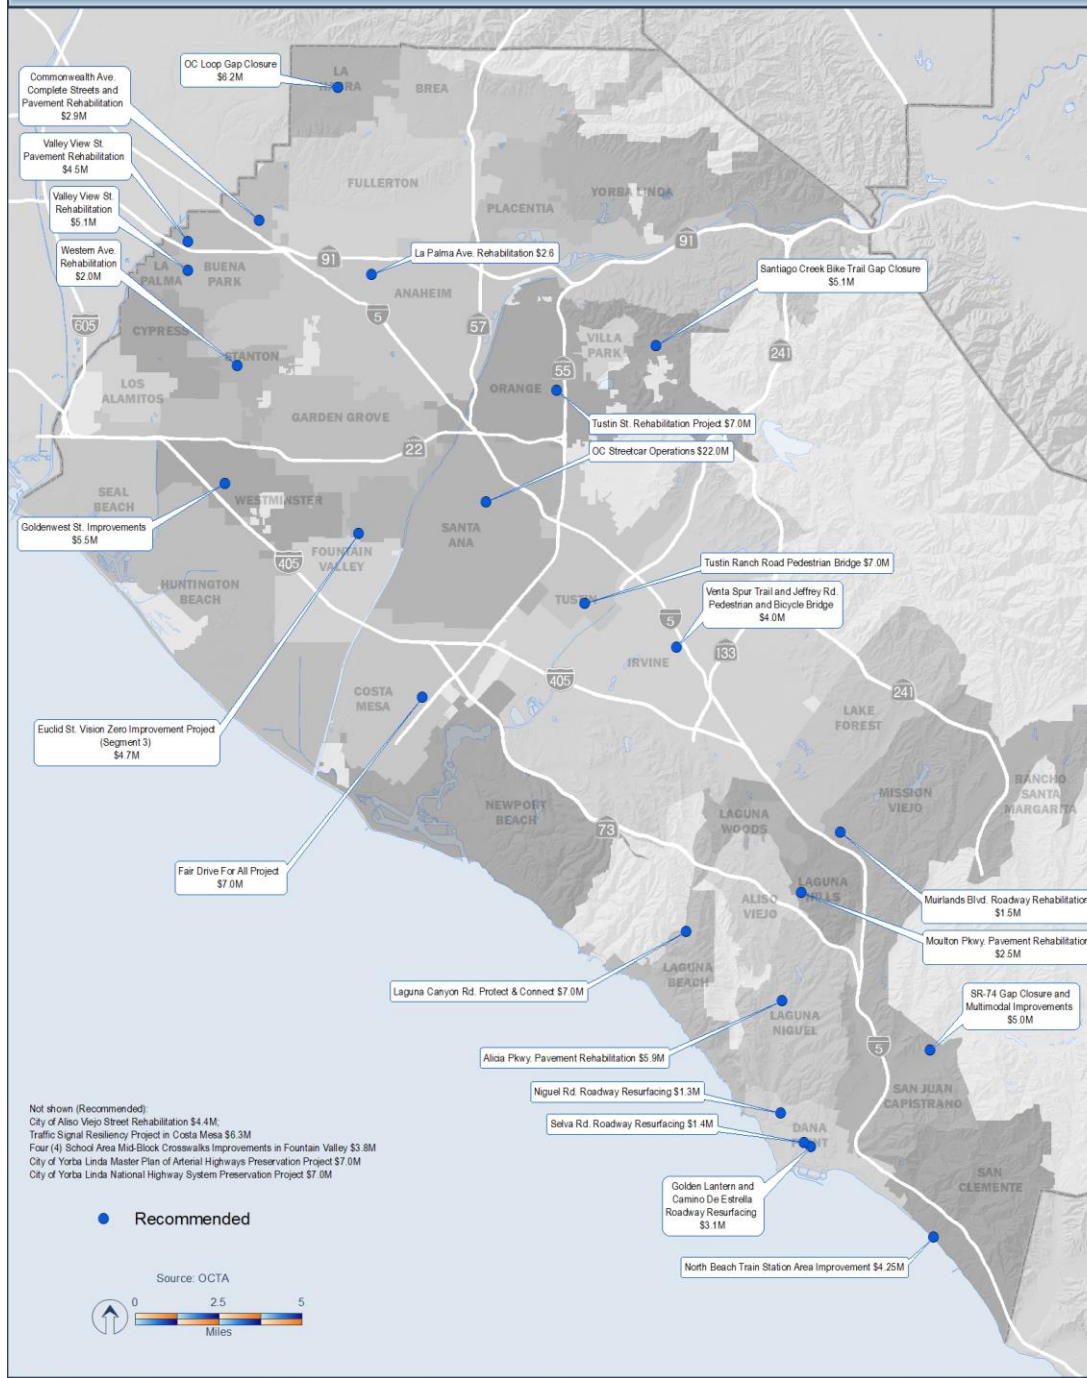 OC Loop Gap Closure
$6.2M
Commonwealth Ave.
Complete Streets and
Pavement Rehabilitation
$2.9M
Valley View St.
Pavement Rehabilitation
$4.5M
Valley View St.
Rehabilitation
$5.1M
Western Ave.
Rehabilitation
$2.0M
LA
HABRA
BREA
FULLERTON
PLACENTIA
YORBA LINDA
91
91
La Palma Ave. Rehabilitation $2.6
Santiago Creek Bike Trail Gap Closure
$5.1M
LA
PALMA
BUENA
PARK
ANAHEIM
5
57
605
CYPRESS
STANTON
VILLA
PARK
241
LOS
ALAMITOS
ORANGE
55
GARDEN GROVE
Tustin St. Rehabilitation Project $7.0M
22
OC Streetcar Operations $22.0M
SEAL
BEACH
WESTMINSTER
Goldenwest St. Improvements
$5.5M
SANTA
ANA
FOUNTAIN
VALLEY
405
HUNTINGTON
BEACH
Tustin Ranch Road Pedestrian Bridge $7.0M
TUSTIN
Venta Spur Trail and Jeffrey Rd.
Pedestrian and Bicycle Bridge
$4.0M
5
133
IRVINE
405
241
COSTA
MESA
LAKE
FOREST
Euclid St. Vision Zero Improvement Project
(Segment 3)
$4.7M
RANCHO
SANTA
MARGARITA
MISSION
VIEJO
NEWPORT
BEACH
LAGUNA
WOODS
73
Fair Drive For All Project
$7.0M
LAGUNA
HILLS
ALISO
VIEJO
Muirlands Blvd. Roadway Rehabilitation
$1.5M
Moulton Pkwy. Pavement Rehabilitation
$2.5M
LAGUNA
BEACH
Laguna Canyon Rd. Protect & Connect $7.0M
SR-74 Gap Closure and
Multimodal Improvements
$5.0M
LAGUNA
NIGUEL
Alicia Pkwy. Pavement Rehabilitation $5.9M
5
Niguel Rd. Roadway Resurfacing $1.3M
SAN JUAN
CAPISTRANO
Selva Rd. Roadway Resurfacing $1.4M
DANA
POINT
Golden Lantern and
Camino De Estrella
Roadway Resurfacing
$3.1M
SAN
CLEMENTE
North Beach Train Station Area Improvement $4.25M
Not shown (Recommended):
City of Aliso Viejo Street Rehabilitation $4.4M;
Traffic Signal Resiliency Project in Costa Mesa $6.3M
Four (4) School Area Mid-Block Crosswalks Improvements in Fountain Valley $3.8M
City of Yorba Linda Master Plan of Arterial Highways Preservation Project $7.0M
City of Yorba Linda National Highway System Preservation Project $7.0M
Recommended
Source: OCTA
0 2.5 5
Miles